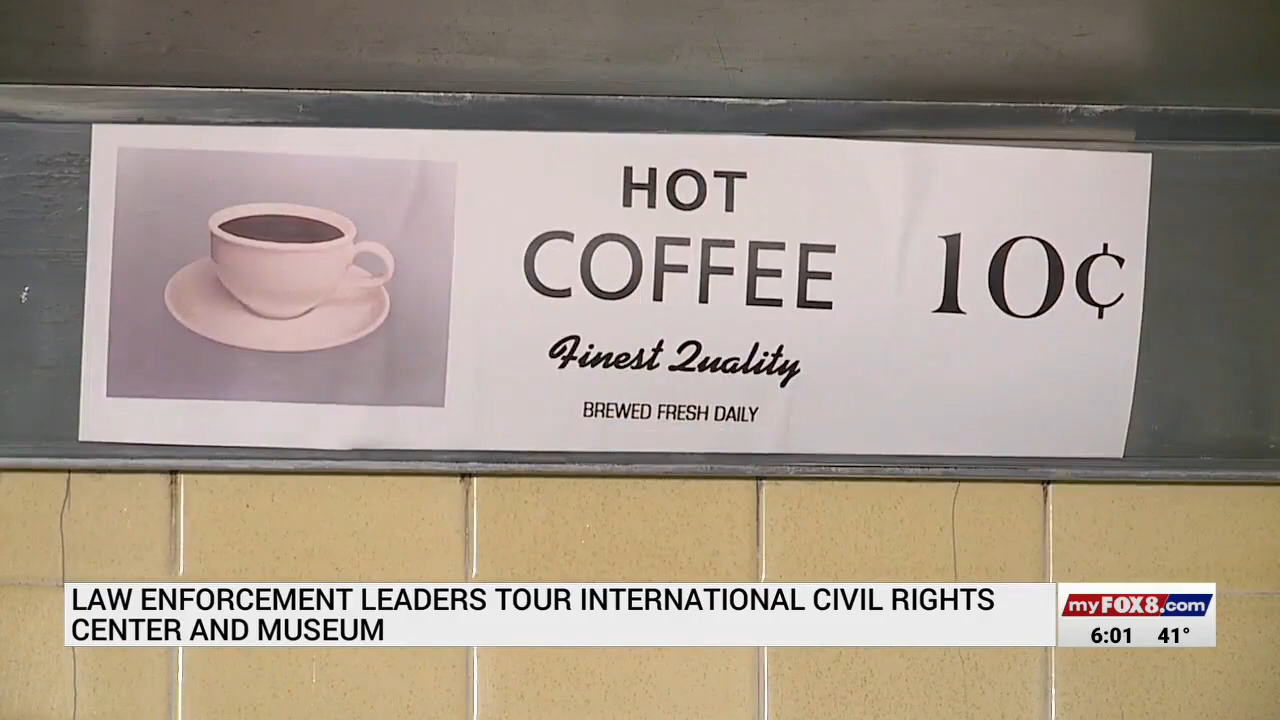 HOT
COFFEE
10¢
Finest Quality
BREWED FRESH DAILY
LAW ENFORCEMENT LEADERS TOUR INTERNATIONAL CIVIL RIGHTS
CENTER AND MUSEUM
myFOX8.com
6:01 41°